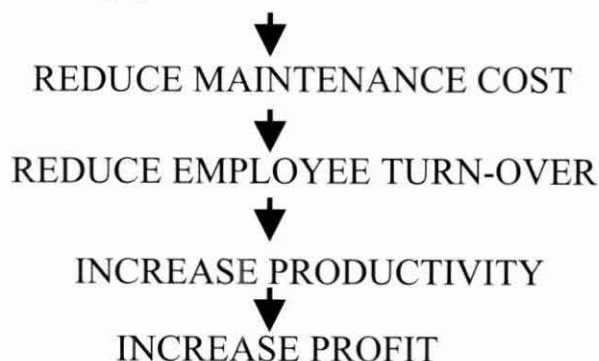 REDUCE MAINTENANCE COST
REDUCE EMPLOYEE TURN-OVER
INCREASE PRODUCTIVITY
INCREASE PROFIT